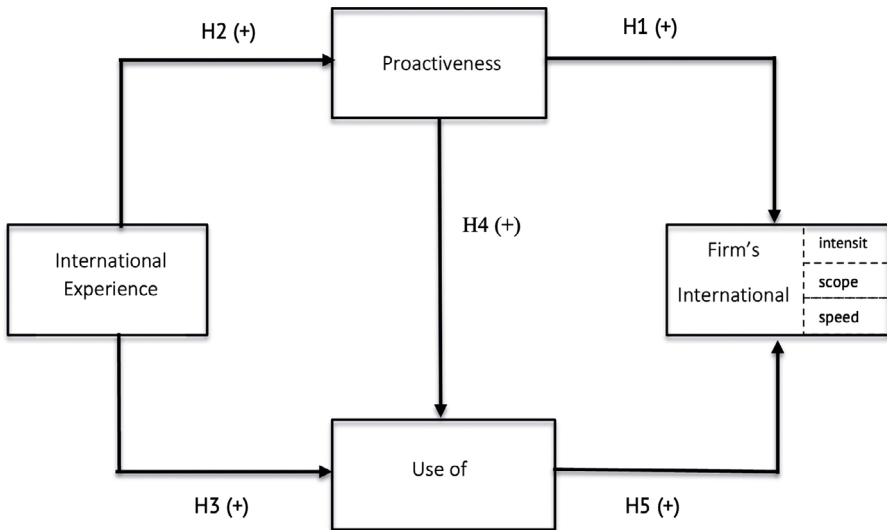 H2 (+)
H1 (+)
Proactiveness
H4 (+)
International
Experience
Firm's
International
intensit
scope
speed
Use of
H3 (+)
H5 (+)